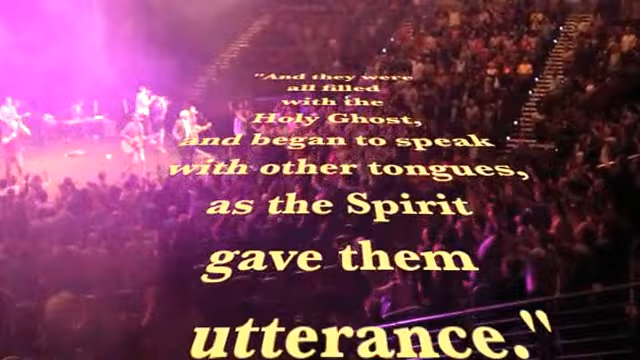 "And they were
all filled
with the
Holy Ghost,
and began to speak
with other tongues,
as the Spirit
gave them
utterance."